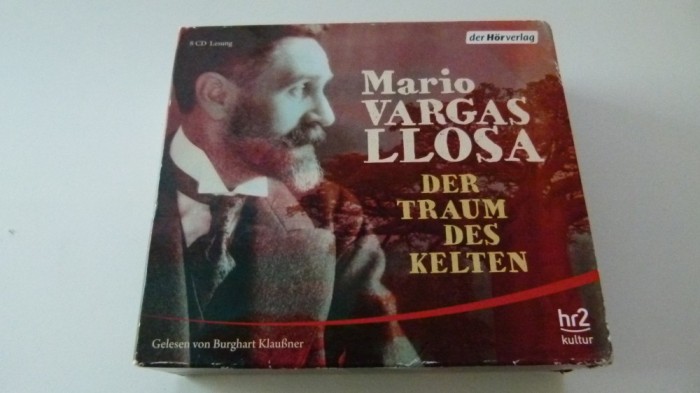 8 CD Lesung
der Hörverlag
Mario
VARGAS
LLOSA
DER
TRAUM
DES
KELTEN
Gelesen von Burghart Klaußner
hr2
kultur